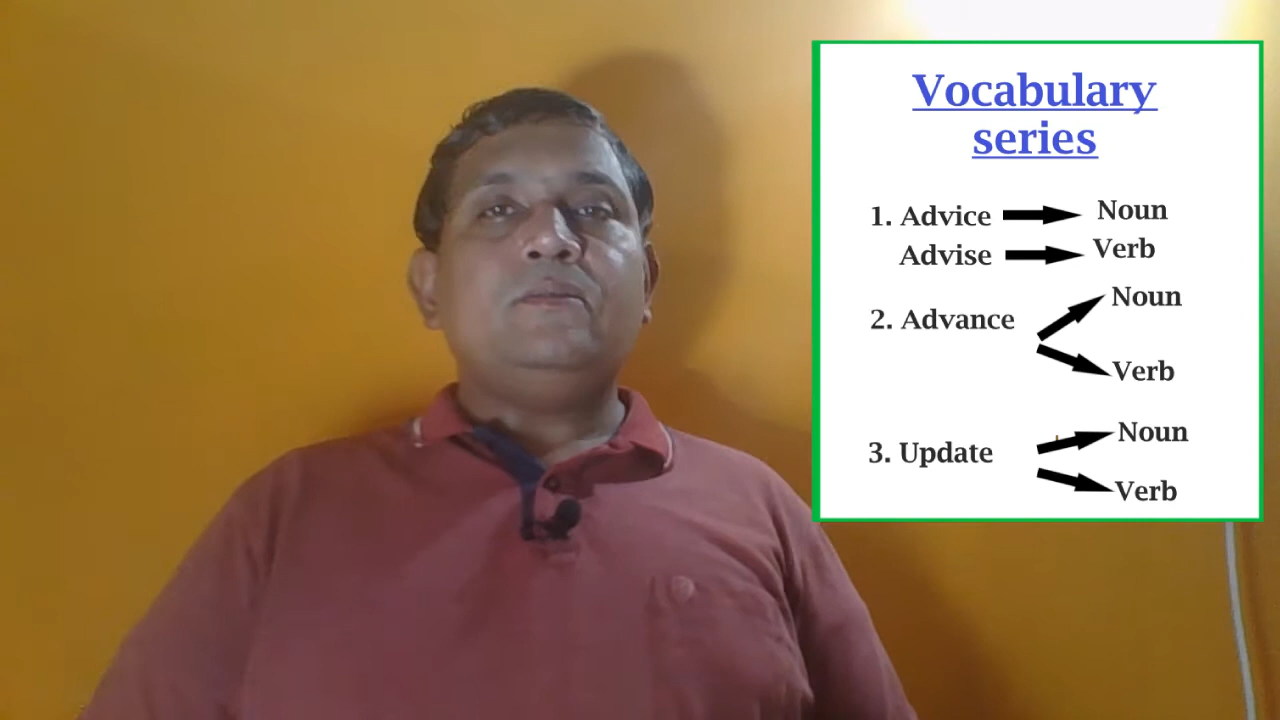 Vocabulary
series
1. Advice Noun
Advise Verb
Noun
2. Advance
Verb
Noun
3. Update
Verb